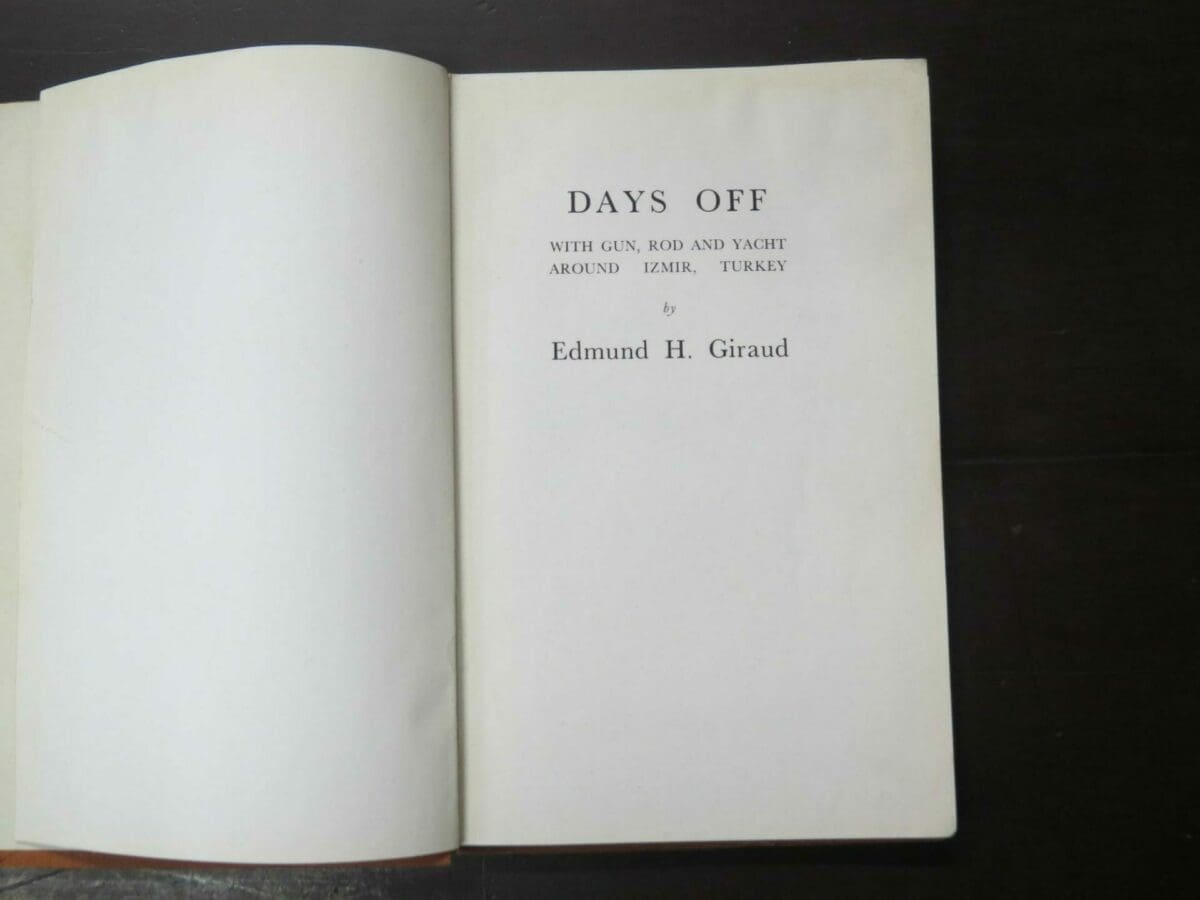 DAYS OFF
WITH GUN, ROD AND YACHT
AROUND IZMIR, TURKEY
by
Edmund H. Giraud